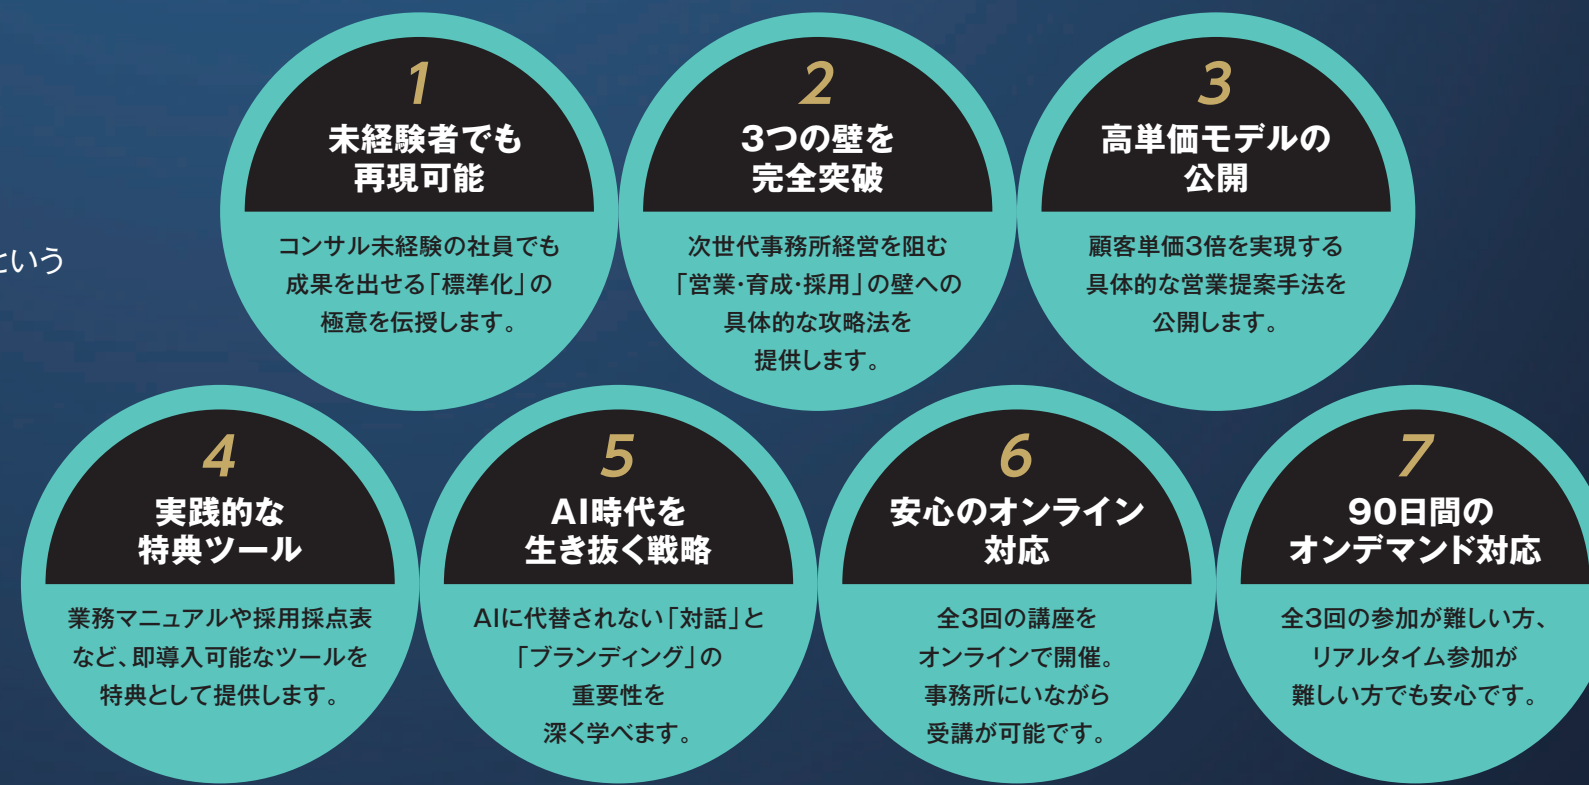 という
1
未経験者でも
再現可能
コンサル未経験の社員でも
成果を出せる「標準化」の
極意を伝授します。
2
3つの壁を
完全突破
次世代事務所経営を阻む
「営業・育成・採用」の壁への
具体的な攻略法を
提供します。
3
高単価モデルの
公開
顧客単価3倍を実現する
具体的な営業提案手法を
公開します。
4
実践的な
特典ツール
業務マニュアルや採用採点表
など、即導入可能なツールを
特典として提供します。
5
AI時代を
生き抜く戦略
AIに代替されない「対話」と
「ブランディング」の
重要性を
深く学べます。
6
安心のオンライン
対応
全3回の講座を
オンラインで開催。
事務所にいながら
受講が可能です。
7
90日間の
オンデマンド対応
全3回の参加が難しい方、
リアルタイム参加が
難しい方でも安心です。